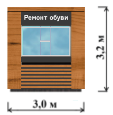 Ремонт обуви
3,2 м
3,0 м